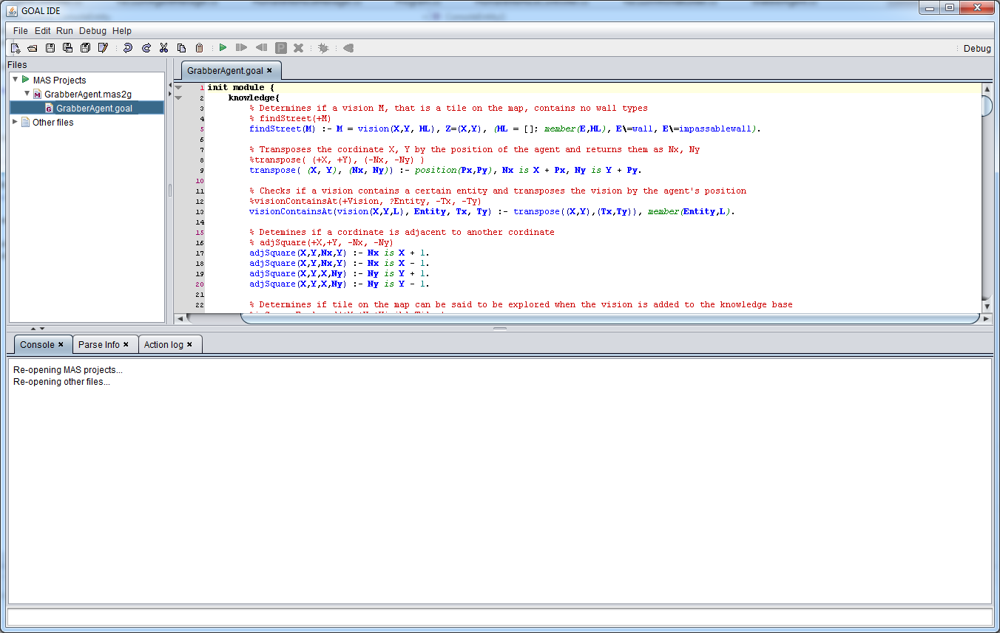 GOAL IDE
File Edit Run Debug Help
Debug
Files
MAS Projects
GrabberAgent.mas2g
GrabberAgent.goal
Other files
GrabberAgent.goal
1 init module {
2 knowledge{
3 % Determines if a vision M, that is a tile on the map, contains no wall types
4 % findStreet(+M)
5 findStreet(M) :- M = vision(X,Y, HL), Z=(X,Y), (HL = []; member(E,HL), E\=wall, E\=impassablewall).
6
7 % Transposes the cordinate X, Y by the position of the agent and returns them as Nx, Ny
8 %transpose( (+X, +Y), (-Nx, -Ny) )
9 transpose( (X, Y), (Nx, Ny)) :- position(Px,Py), Nx is X + Px, Ny is Y + Py.
10
11 % Checks if a vision contains a certain entity and transposes the vision by the agent's position
12 %visionContainsAt(+Vision, ?Entity, -Tx, -Ty)
13 visionContainsAt(vision(X,Y,L), Entity, Tx, Ty) :- transpose((X,Y),(Tx,Ty)), member(Entity,L).
14
15 % Detemines if a cordinate is adjacent to another cordinate
16 % adjSquare(+X,+Y, -Nx, -Ny)
17 adjSquare(X,Y,Nx,Y) :- Nx is X + 1.
18 adjSquare(X,Y,Nx,Y) :- Nx is X - 1.
19 adjSquare(X,Y,X,Ny) :- Ny is Y + 1.
20 adjSquare(X,Y,X,Ny) :- Ny is Y - 1.
21
22 % Determines if tile on the map can be said to be explored when the vision is added to the knowledge base
Console
Parse Info
Action log
Re-opening MAS projects...
Re-opening other files...